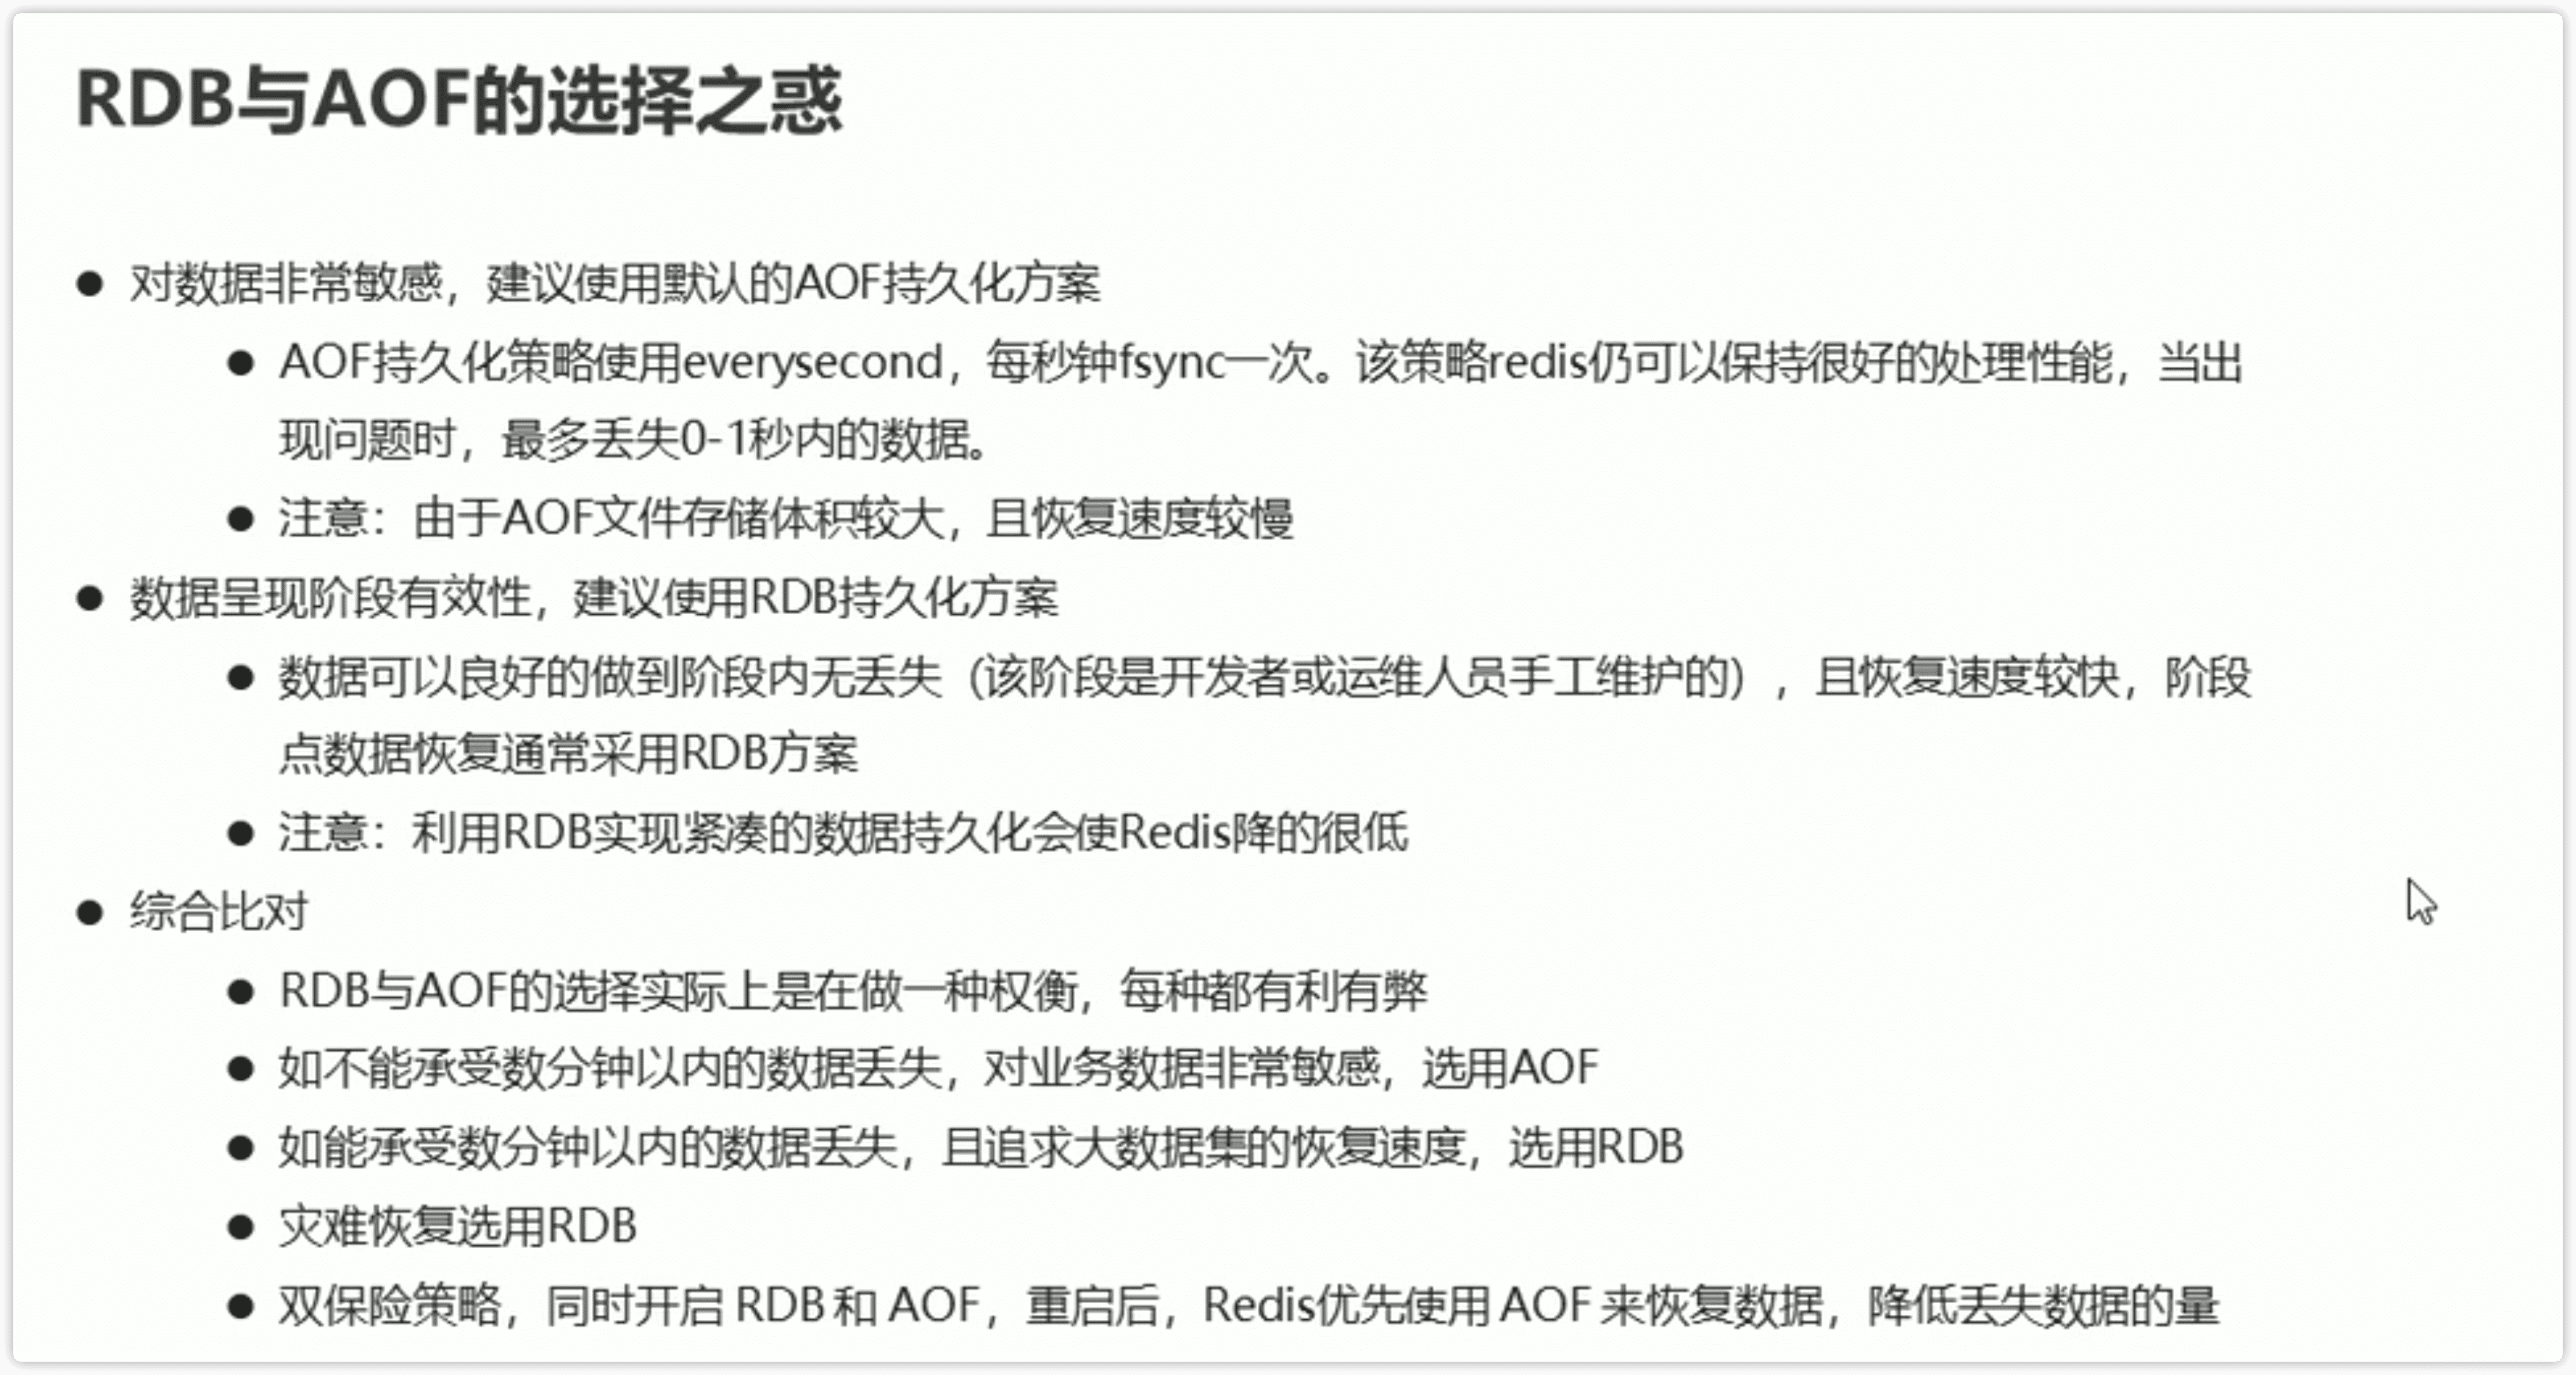 RDB与AOF的选择之惑
● 对数据非常敏感，建议使用默认的AOF持久化方案
● AOF持久化策略使用everysecond，每秒钟fsync一次。该策略redis仍可以保持很好的处理性能，当出
现问题时，最多丢失0-1秒内的数据。
● 注意：由于AOF文件存储体积较大，且恢复速度较慢
● 数据呈现阶段有效性，建议使用RDB持久化方案
● 数据可以良好的做到阶段内无丢失（该阶段是开发者或运维人员手工维护的），且恢复速度较快，阶段
点数据恢复通常采用RDB方案
● 注意：利用RDB实现紧凑的数据持久化会使Redis降的很低
● 综合比对
● RDB与AOF的选择实际上是在做一种权衡，每种都有利有弊
● 如不能承受数分钟以内的数据丢失，对业务数据非常敏感，选用AOF
● 如能承受数分钟以内的数据丢失，且追求大数据集的恢复速度，选用RDB
● 灾难恢复选用RDB
● 双保险策略，同时开启 RDB 和 AOF，重启后，Redis优先使用 AOF 来恢复数据，降低丢失数据的量